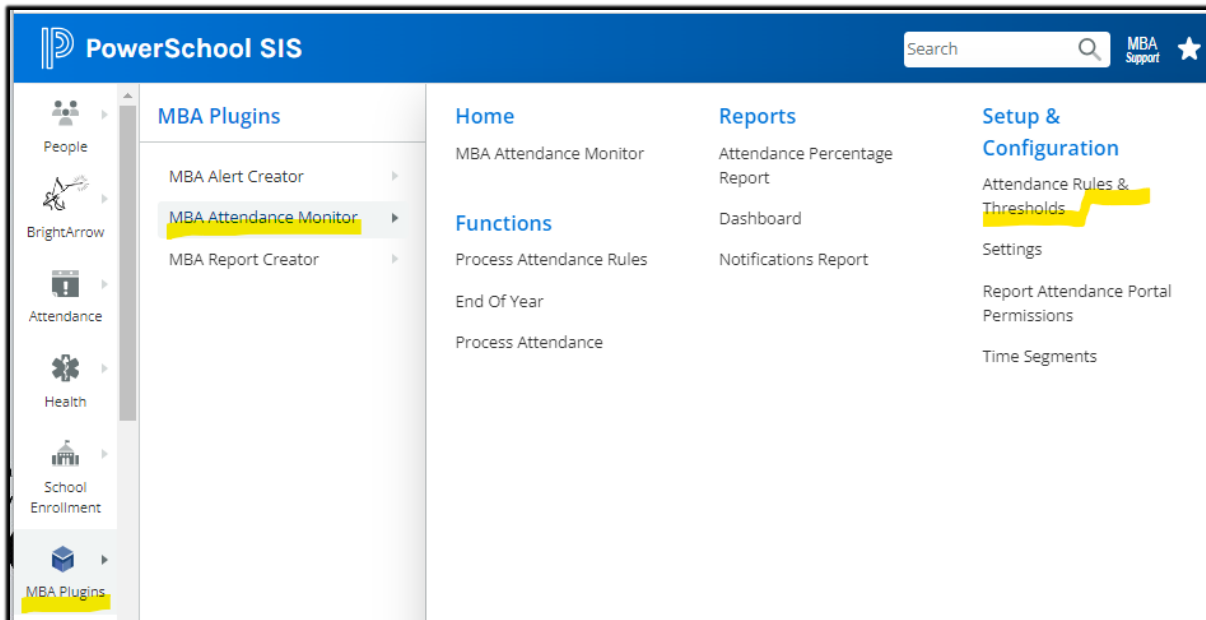 PowerSchool SIS
Search
MBA
Support
People
BrightArrow
Attendance
Health
School
Enrollment
MBA Plugins
MBA Plugins
MBA Alert Creator
MBA Attendance Monitor
MBA Report Creator
Home
MBA Attendance Monitor
Functions
Process Attendance Rules
End Of Year
Process Attendance
Reports
Attendance Percentage
Report
Dashboard
Notifications Report
Setup &
Configuration
Attendance Rules &
Thresholds
Settings
Report Attendance Portal
Permissions
Time Segments